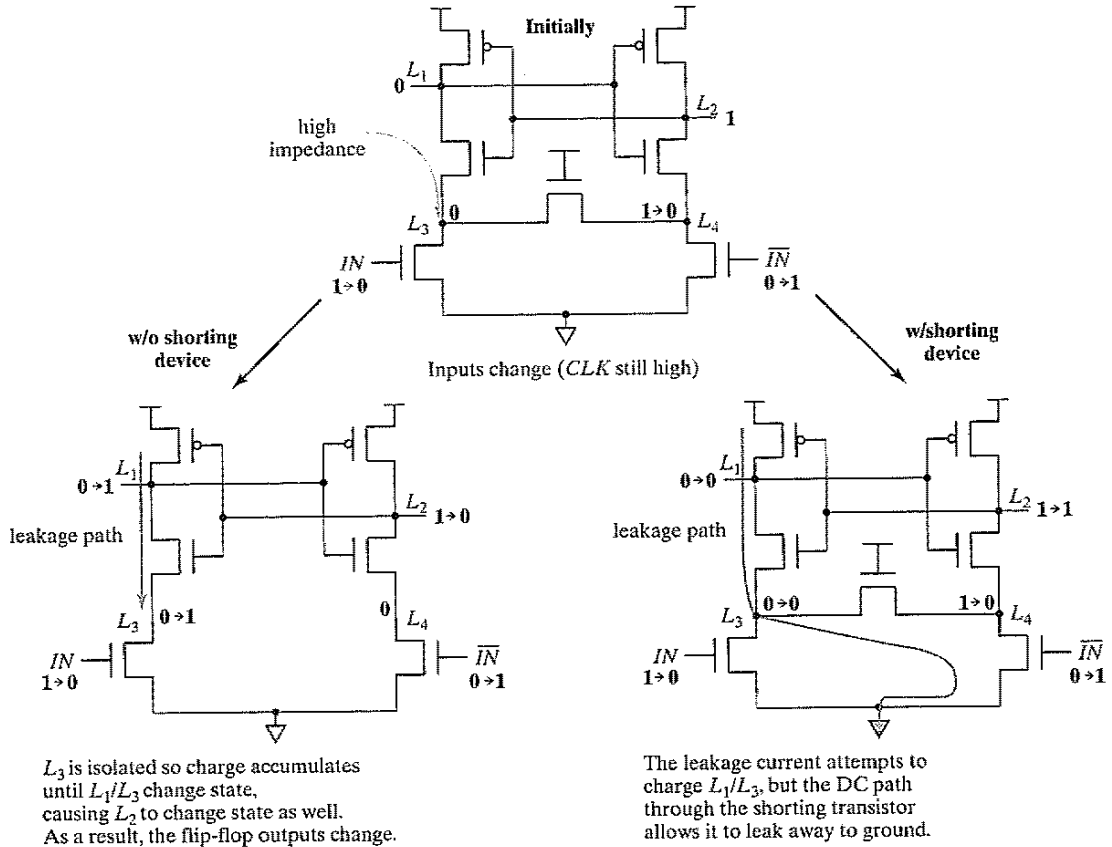 Initially
L1
0
L2
1
high
impedance
0
1→0
L3
L4
IN
1→0
IN
0→1
w/o shorting
device
w/shorting
device
Inputs change (CLK still high)
L1
0→1
L2
1→0
leakage path
L3
0→1
0
L4
IN
1→0
IN
0→1
L1
0→0
L2
1→1
leakage path
L3
0→0
1→0
L4
IN
1→0
IN
0→1
L3 is isolated so charge accumulates
until L1/L3 change state,
causing L2 to change state as well.
As a result, the flip-flop outputs change.
The leakage current attempts to
charge L1/L3, but the DC path
through the shorting transistor
allows it to leak away to ground.